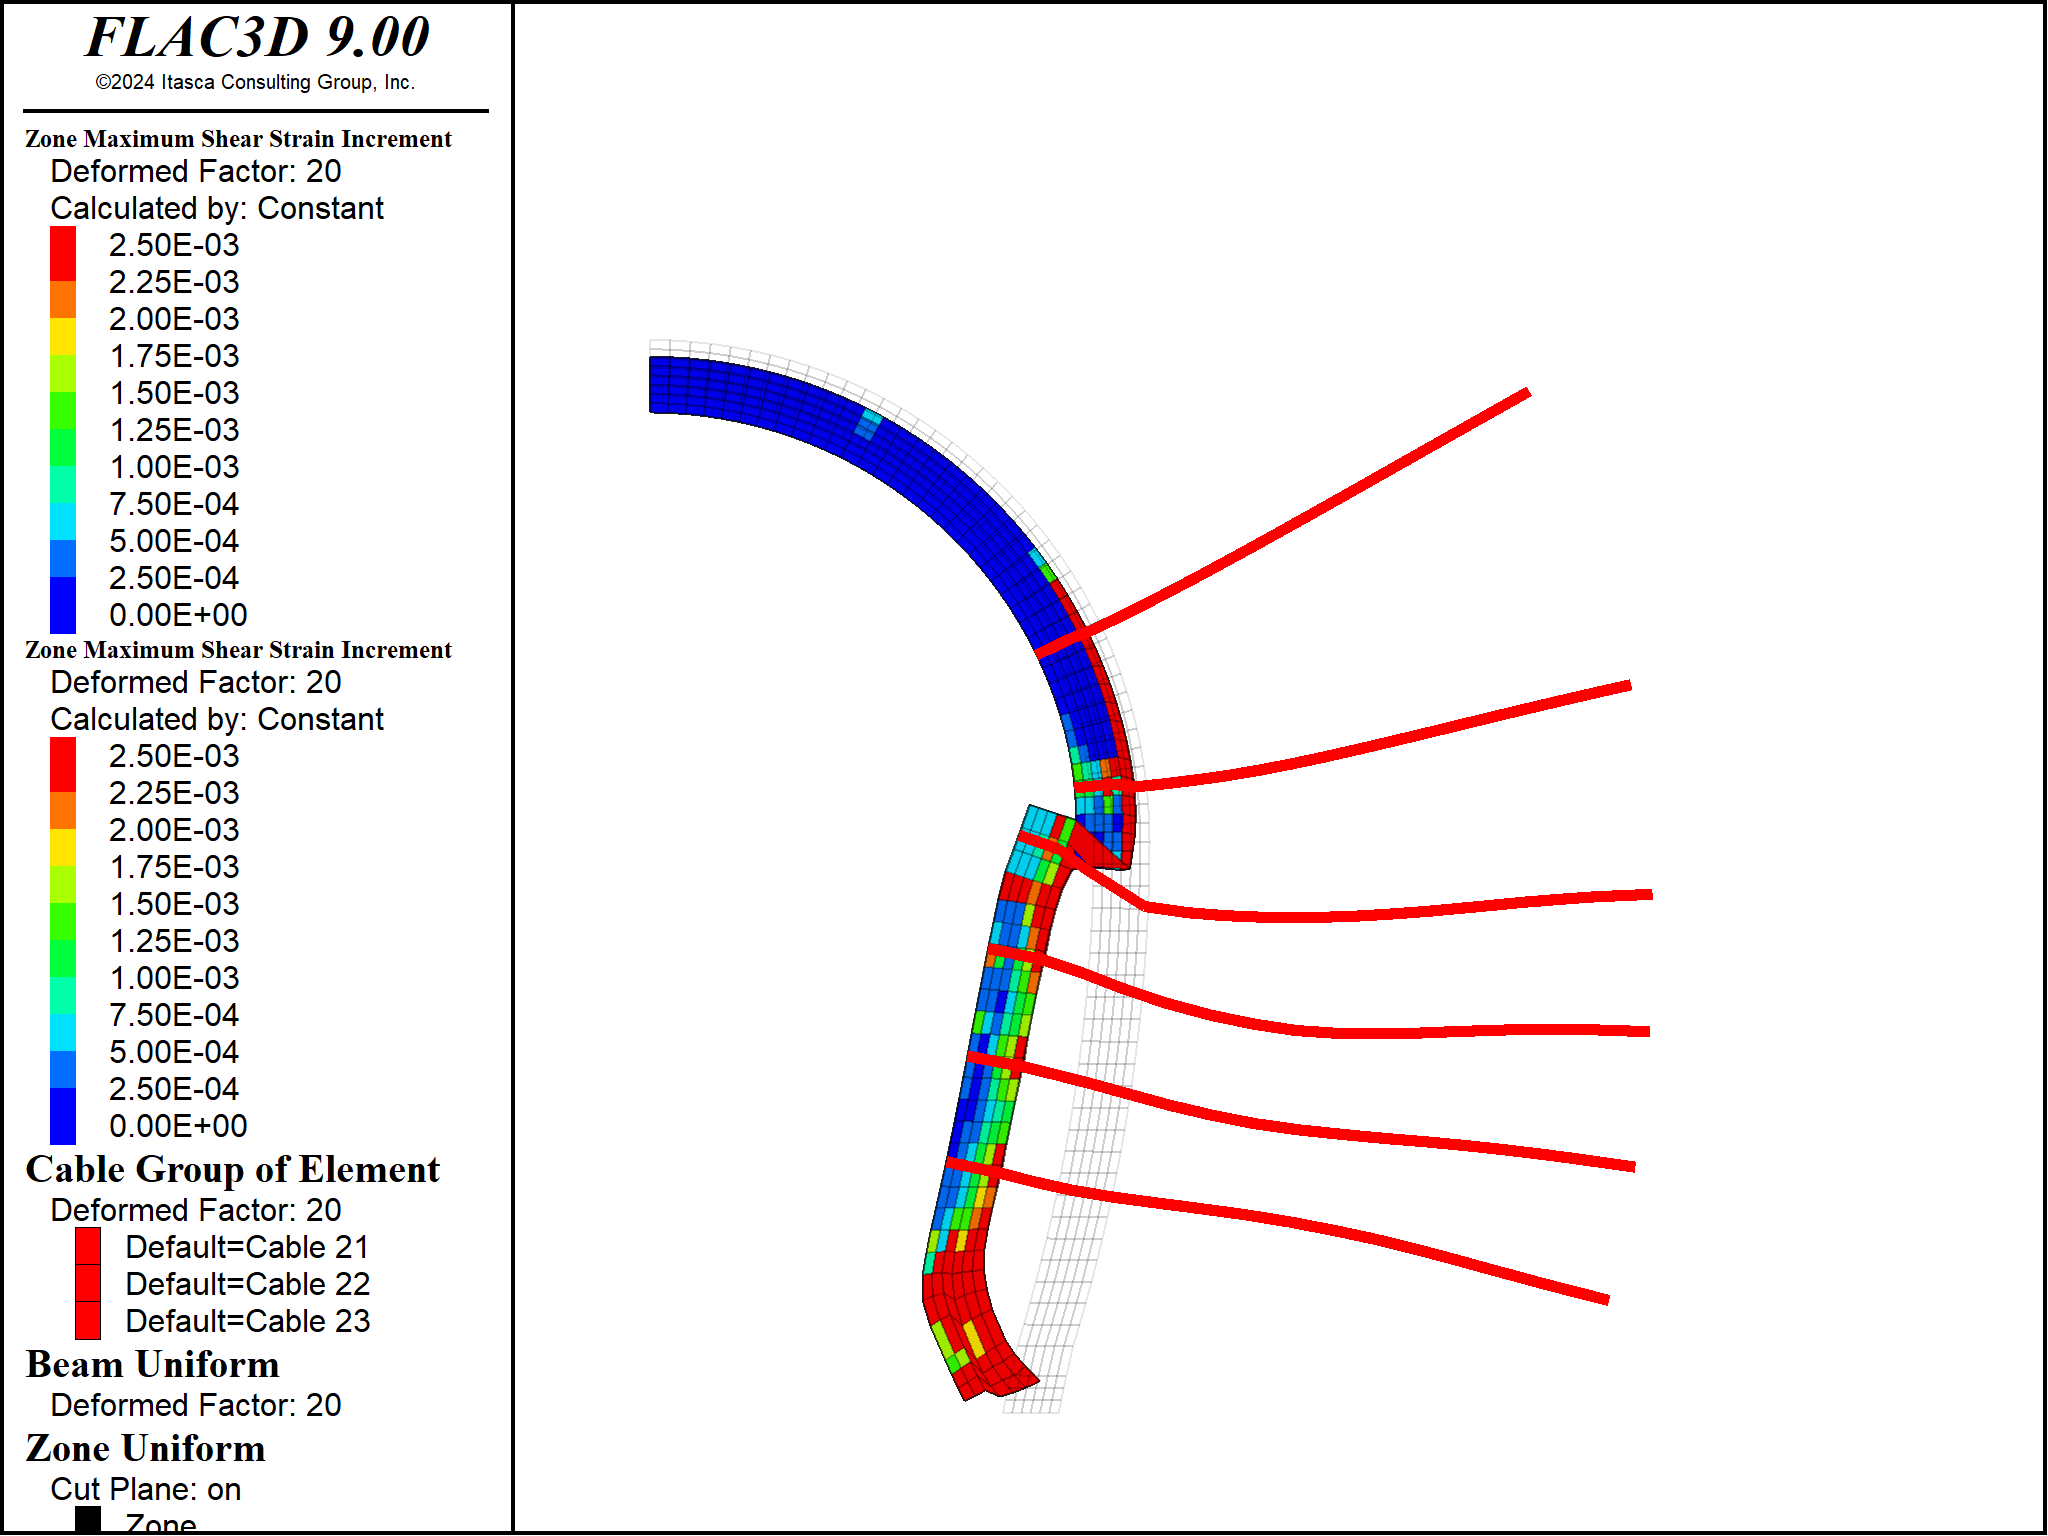 FLAC3D 9.00
©2024 Itasca Consulting Group, Inc.
Zone Maximum Shear Strain Increment
Deformed Factor: 20
Calculated by: Constant
2.50E-03
2.25E-03
2.00E-03
1.75E-03
1.50E-03
1.25E-03
1.00E-03
7.50E-04
5.00E-04
2.50E-04
0.00E+00
Zone Maximum Shear Strain Increment
Deformed Factor: 20
Calculated by: Constant
2.50E-03
2.25E-03
2.00E-03
1.75E-03
1.50E-03
1.25E-03
1.00E-03
7.50E-04
5.00E-04
2.50E-04
0.00E+00
Cable Group of Element
Deformed Factor: 20
Default=Cable 21
Default=Cable 22
Default=Cable 23
Beam Uniform
Deformed Factor: 20
Zone Uniform
Cut Plane: on
Zone